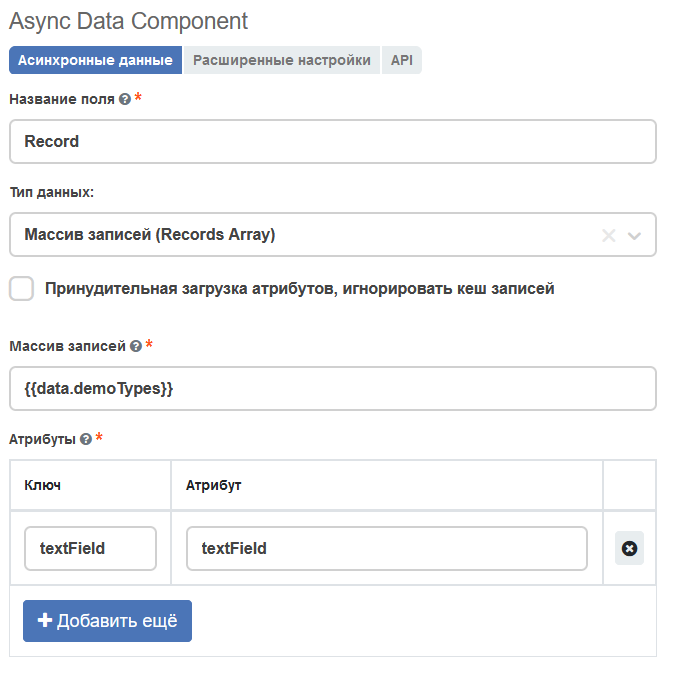 Async Data Component
Асинхронные данные Расширенные настройки API
Название поля ? *
Record
Тип данных:
Массив записей (Records Array)
Принудительная загрузка атрибутов, игнорировать кеш записей
Массив записей ? *
{{data.demoTypes}}
Атрибуты ? *
Ключ Атрибут
textField textField
+ Добавить ещё